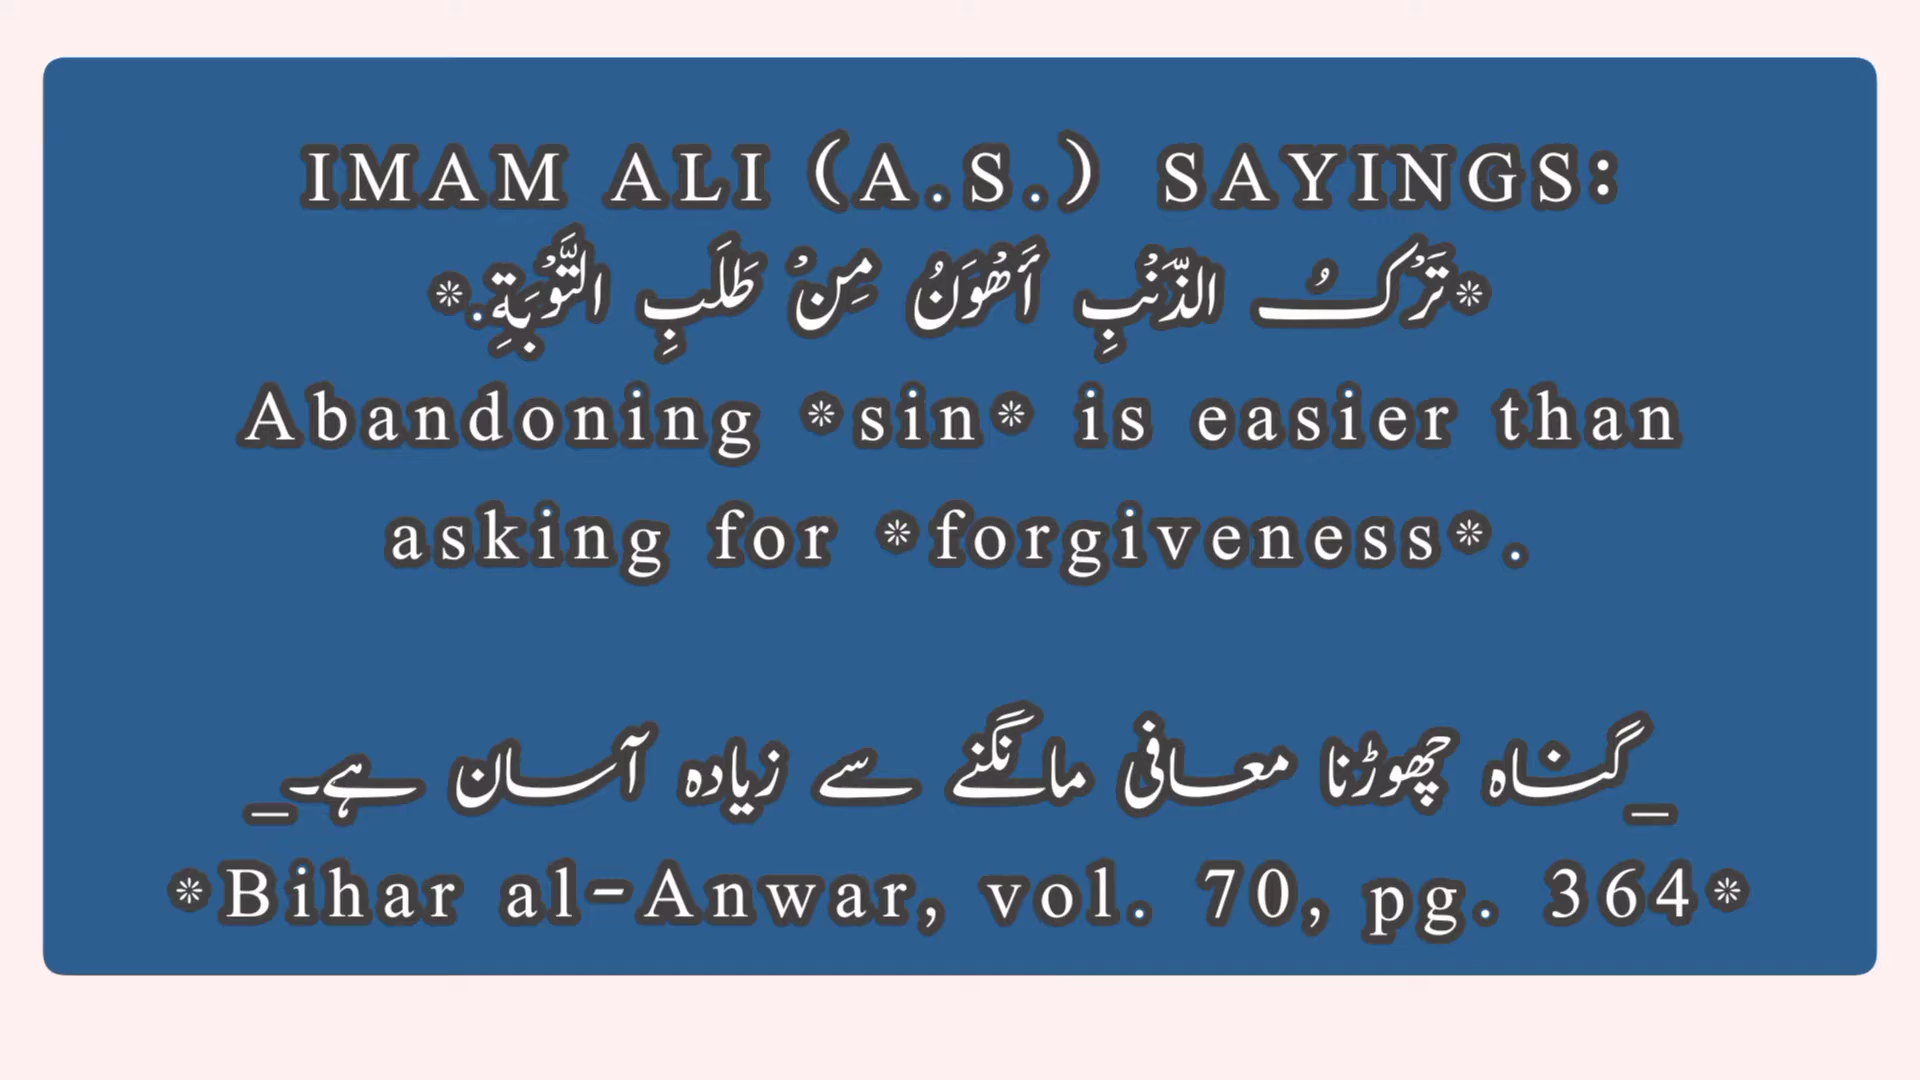 IMAM ALI (A.S.) SAYINGS:
*تَرْكُ الذَّنْبِ أَهْوَنُ مِنْ طَلَبِ التَّوْبَةِ.*
Abandoning *sin* is easier than
asking for *forgiveness*.
_گناہ چھوڑنا معافی مانگنے سے زیادہ آسان ہے۔_
*Bihar al-Anwar, vol. 70, pg. 364*